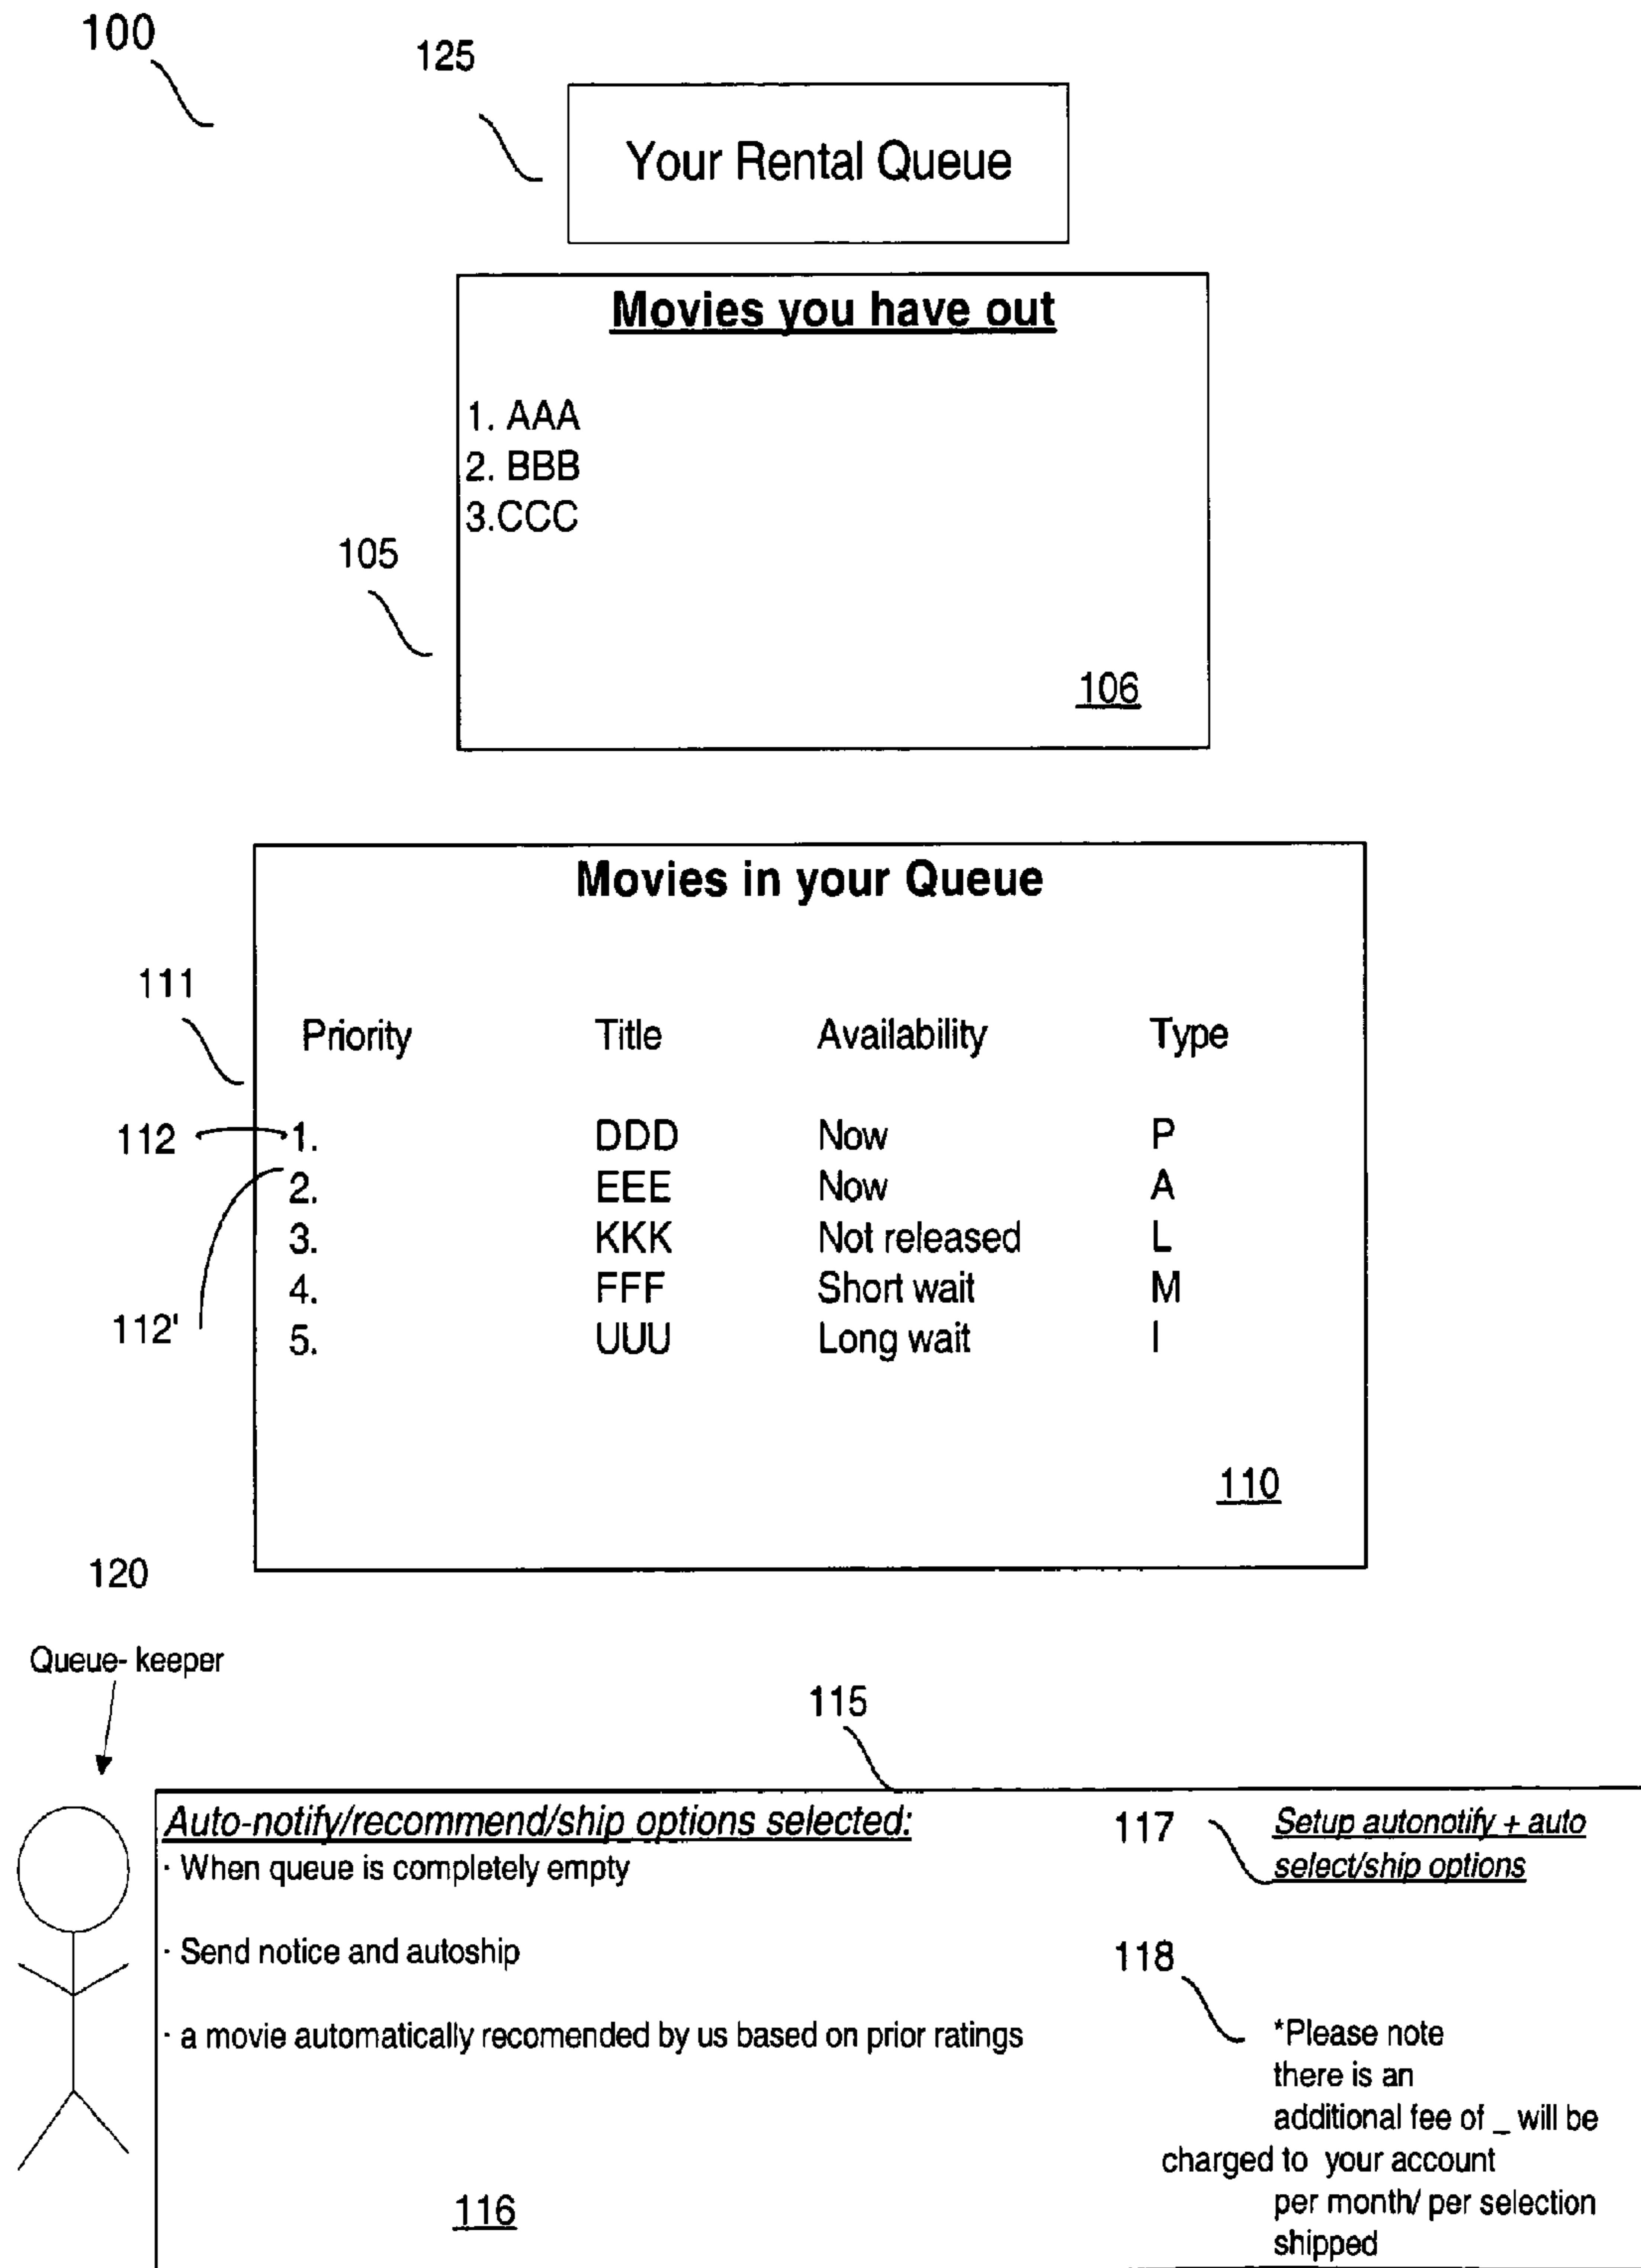 100
125
Your Rental Queue
Movies you have out
1. AAA
2. BBB
3.CCC
105
106
Movies in your Queue
111
Priority Title Availability Type
112 1. DDD Now P
2. EEE Now A
3. KKK Not released L
4. FFF Short wait M
112' 5. UUU Long wait I
110
120
Queue- keeper
115
Auto-notify/recommend/ship options selected:
· When queue is completely empty
· Send notice and autoship
· a movie automatically recomended by us based on prior ratings
116
117
Setup autonotify + auto
select/ship options
118
*Please note
there is an
additional fee of _ will be
charged to your account
per month/ per selection
shipped